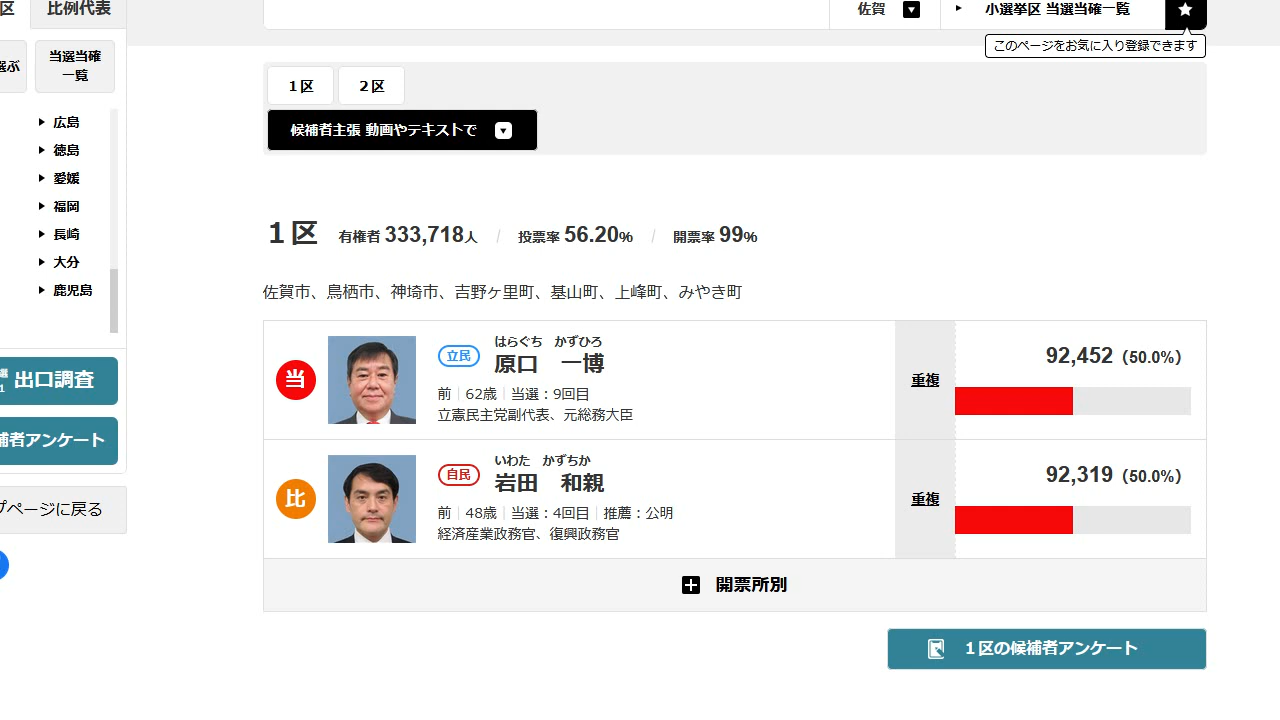 区
比例代表
佐賀
小選挙区 当選当確一覧
このページをお気に入り登録できます
選ぶ
当選当確
一覧
1区
2区
候補者主張 動画やテキストで
広島
徳島
愛媛
福岡
長崎
大分
鹿児島
1区 有権者 333,718人 / 投票率 56.20% / 開票率 99%
佐賀市、鳥栖市、神埼市、吉野ヶ里町、基山町、上峰町、みやき町
当
立民
はらぐち かずひろ
原口 一博
前 62歳 当選:9回目
立憲民主党副代表、元総務大臣
重複
92,452 (50.0%)
比
自民
いわた かずちか
岩田 和親
前 48歳 当選:4回目 推薦:公明
経済産業政務官、復興政務官
重複
92,319 (50.0%)
開票所別
1区の候補者アンケート
出口調査
補者アンケート
プページに戻る